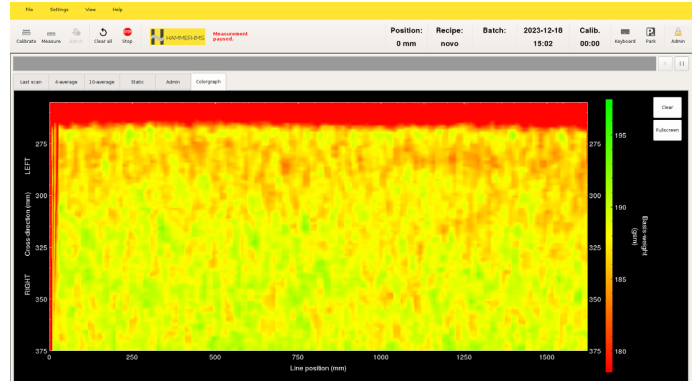 File Settings View Help
Calibrate Measure Batch Clear all Stop
HAMMER-IMS
Measurement
paused.
Position: Recipe: Batch: 2023-12-18 Calib.
0 mm novo 15:02 00:00
Keyboard Park Admin
Last scan 4-average 10-average Static Admin Colorgraph
Clear
Fullscreen
LEFT
Cross-direction (mm)
RIGHT
275
300
325
350
375
0 250 500 750 1000 1250 1500
Line position (mm)
275
300
325
350
375
195
190
185
180
Basis-weight
(gsm)